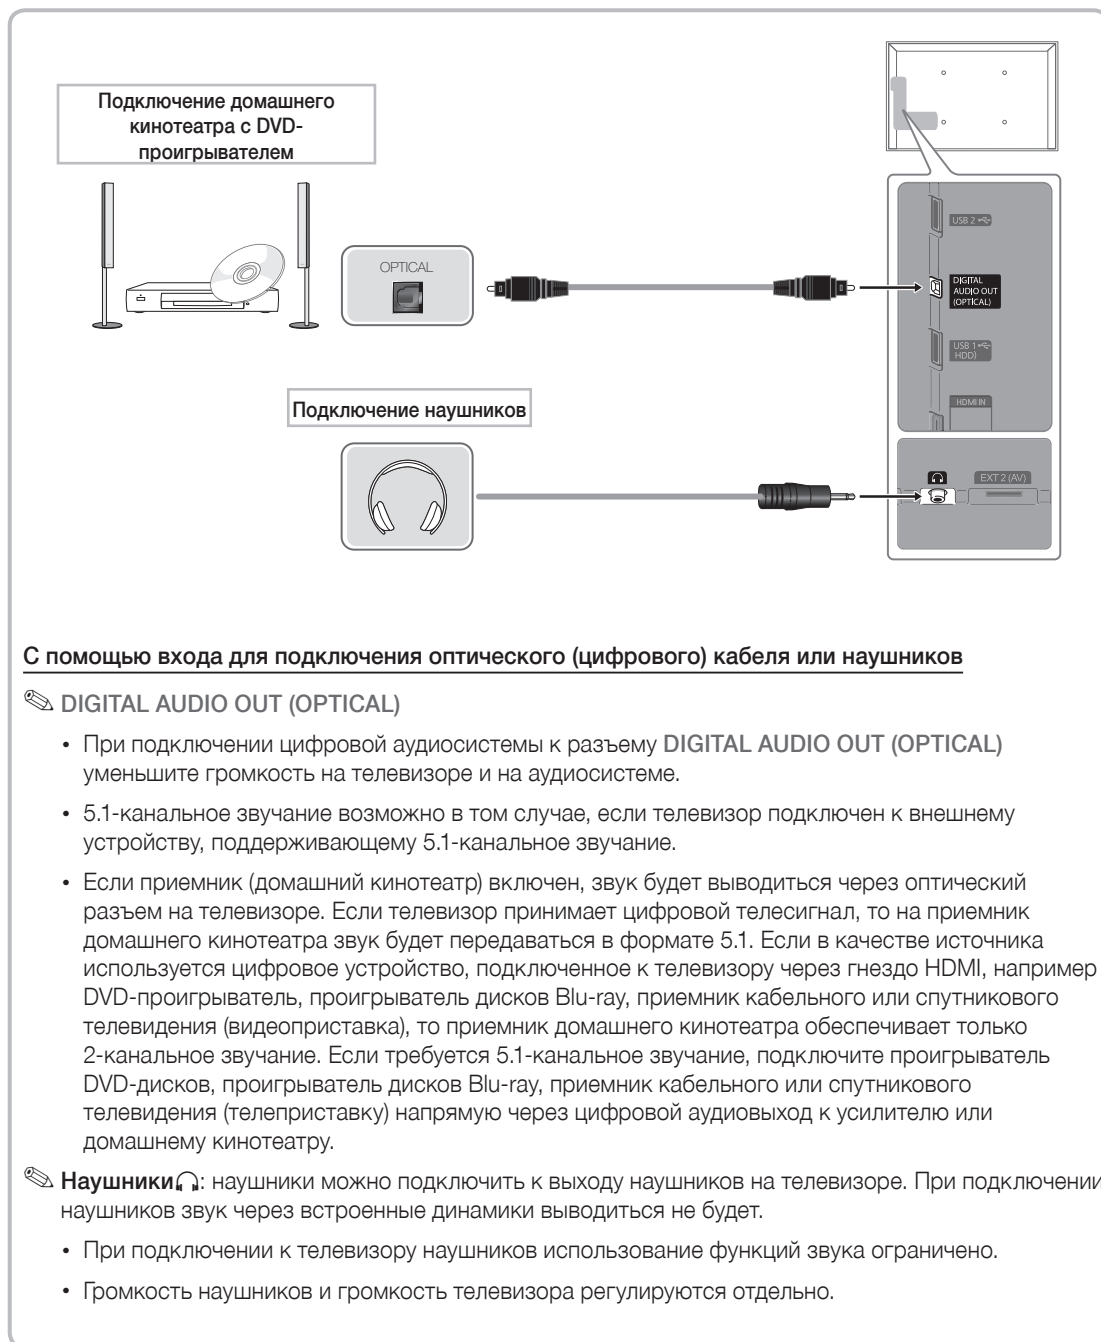 Подключение домашнего
кинотеатра с DVD-
проигрывателем
OPTICAL
USB 2
DIGITAL
AUDIO OUT
(OPTICAL)
USB 1
HDD)
HDMI IN
Подключение наушников
EXT 2 (AV)
С помощью входа для подключения оптического (цифрового) кабеля или наушников
DIGITAL AUDIO OUT (OPTICAL)
• При подключении цифровой аудиосистемы к разъему DIGITAL AUDIO OUT (OPTICAL)
уменьшите громкость на телевизоре и на аудиосистеме.
• 5.1-канальное звучание возможно в том случае, если телевизор подключен к внешнему
устройству, поддерживающему 5.1-канальное звучание.
• Если приемник (домашний кинотеатр) включен, звук будет выводиться через оптический
разъем на телевизоре. Если телевизор принимает цифровой телесигнал, то на приемник
домашнего кинотеатра звук будет передаваться в формате 5.1. Если в качестве источника
используется цифровое устройство, подключенное к телевизору через гнездо HDMI, например
DVD-проигрыватель, проигрыватель дисков Blu-ray, приемник кабельного или спутникового
телевидения (видеоприставка), то приемник домашнего кинотеатра обеспечивает только
2-канальное звучание. Если требуется 5.1-канальное звучание, подключите проигрыватель
DVD-дисков, проигрыватель дисков Blu-ray, приемник кабельного или спутникового
телевидения (телеприставку) напрямую через цифровой аудиовыход к усилителю или
домашнему кинотеатру.
Наушники: наушники можно подключить к выходу наушников на телевизоре. При подключении
наушников звук через встроенные динамики выводиться не будет.
• При подключении к телевизору наушников использование функций звука ограничено.
• Громкость наушников и громкость телевизора регулируются отдельно.